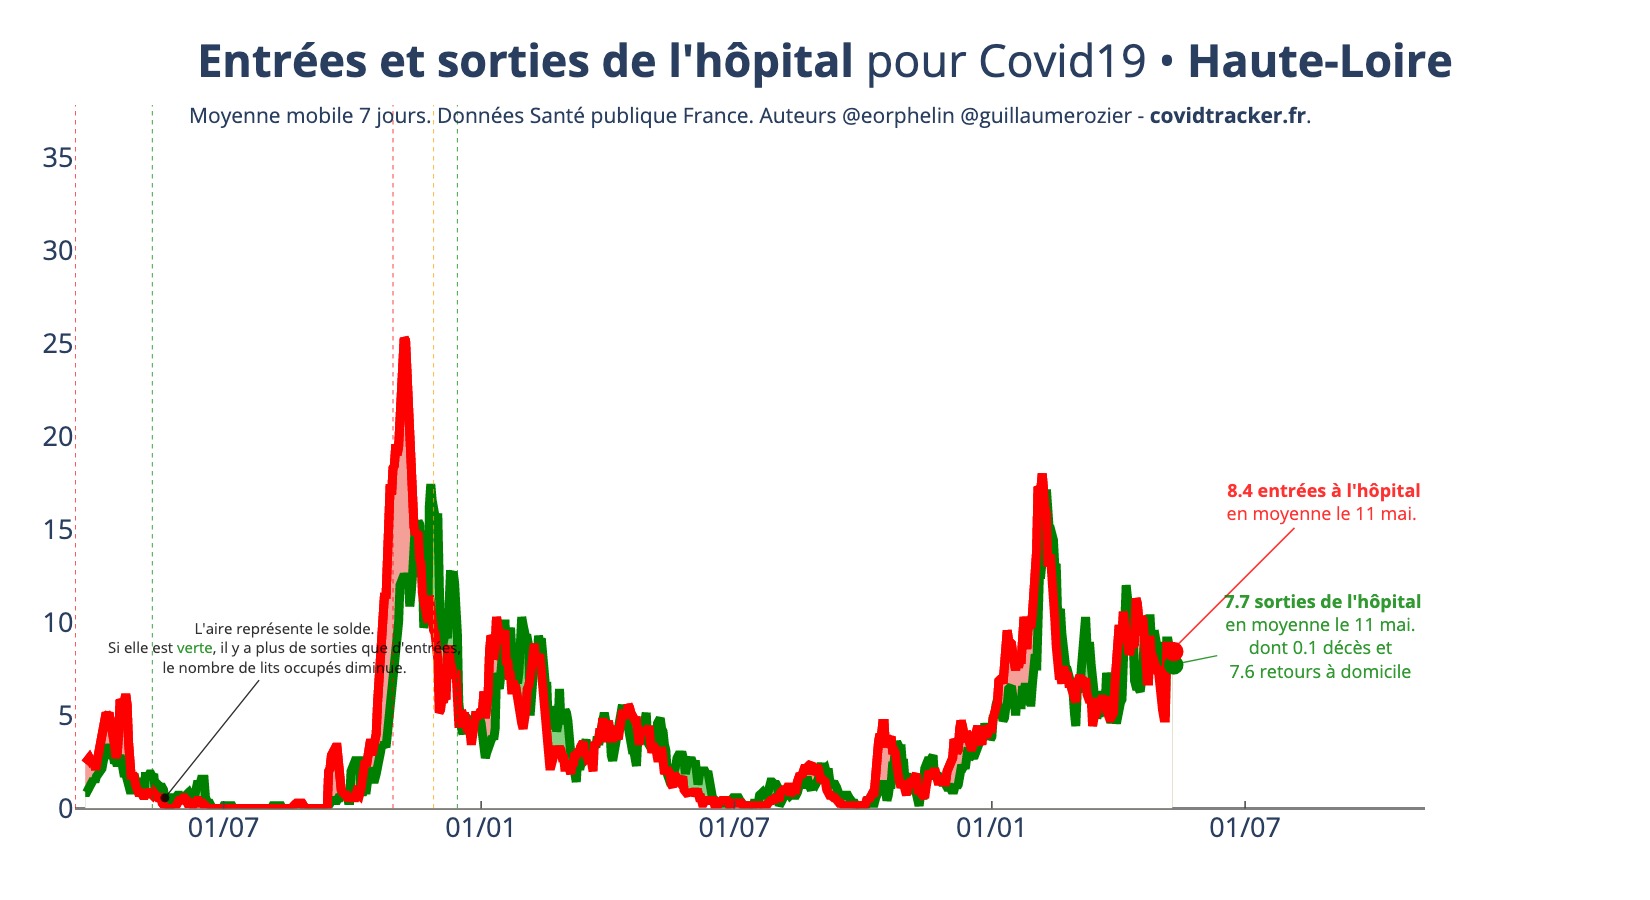 Entrées et sorties de l'hôpital pour Covid19 • Haute-Loire
Moyenne mobile 7 jours. Données Santé publique France. Auteurs @eorphelin @guillaumerozier - covidtracker.fr.
35
30
25
20
15
10
5
0
L'aire représente le solde.
Si elle est verte, il y a plus de sorties que d'entrées,
le nombre de lits occupés diminue.
8.4 entrées à l'hôpital
en moyenne le 11 mai.
7.7 sorties de l'hôpital
en moyenne le 11 mai.
dont 0.1 décès et
7.6 retours à domicile
01/07
01/01
01/07
01/01
01/07